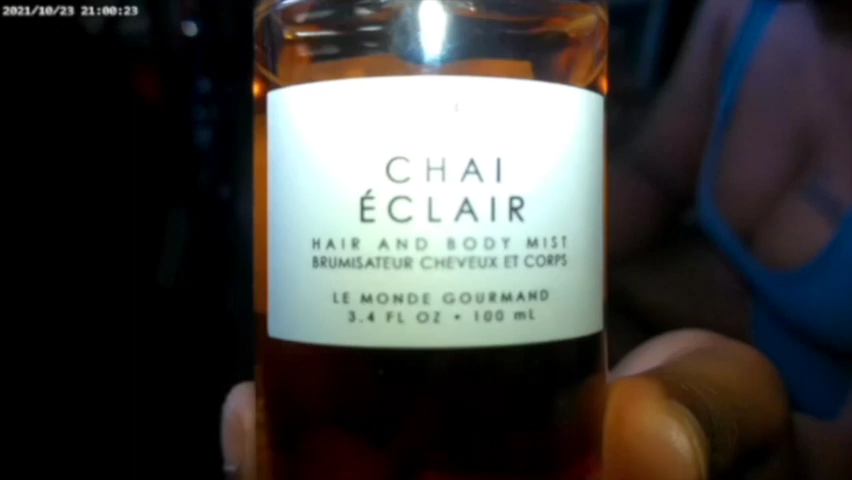 2021/10/23 21:00:23
CHAI
ÉCLAIR
HAIR AND BODY MIST
BRUMISATEUR CHEVEUX ET CORPS
LE MONDE GOURMAND
3.4 FL OZ • 100 mL